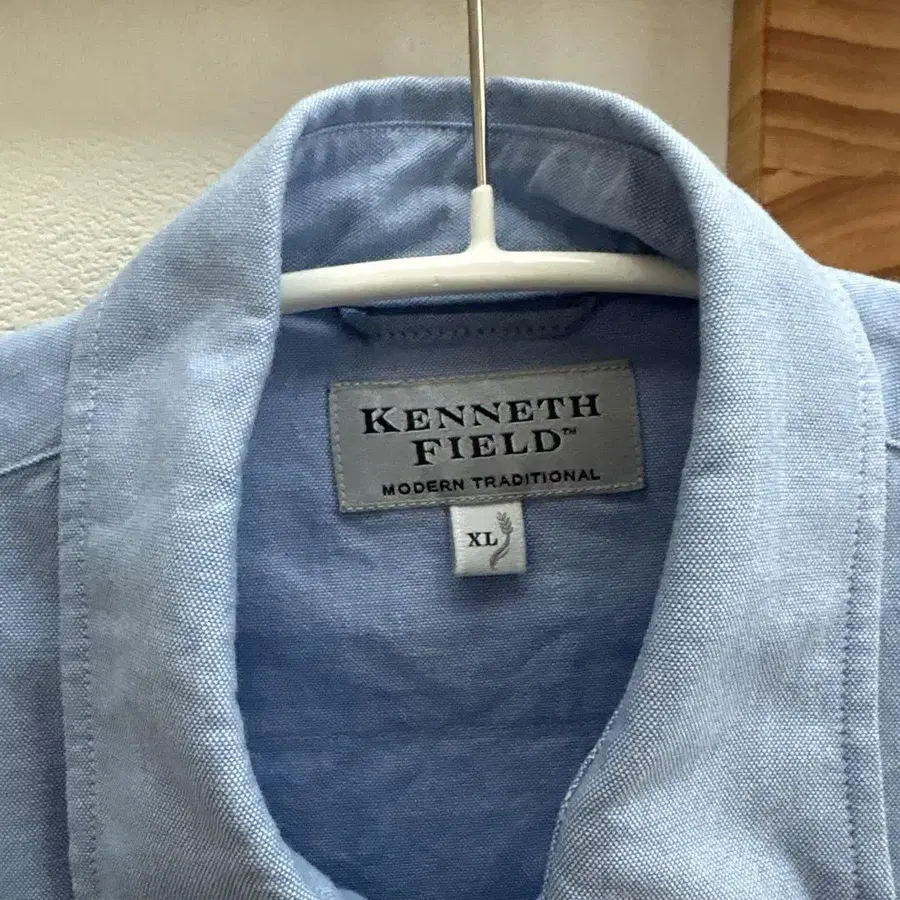 KENNETH
FIELD™
MODERN TRADITIONAL
XL